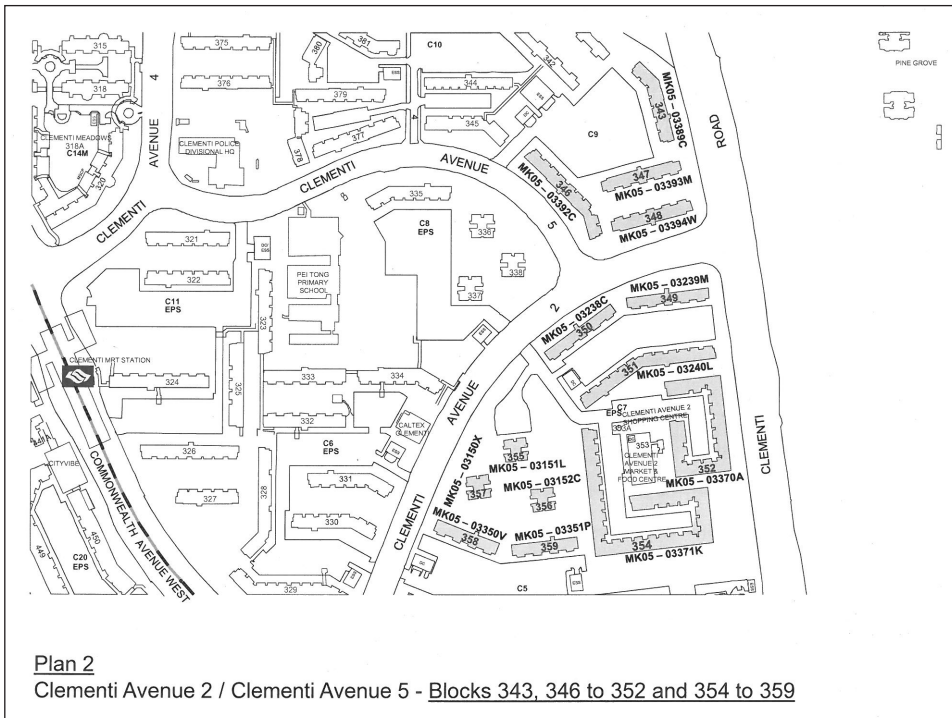 315
375
380
381
C10
342
318
4
376
ESS
344
379
343
MK05 – 03389C
PINE GROVE
345
C9
ROAD
CLEMENTI MEADOWS
318A
C14M
AVENUE
CLEMENTI POLICE
DIVISIONAL HQ
378
377
4
320
CLEMENTI
CLEMENTI
AVENUE
5
346
MK05 – 03392C
347
MK05 – 03393M
348
MK05 – 03394W
335
321
C8
EPS
336
322
338
337
C11
EPS
PEI TONG
PRIMARY
SCHOOL
323
2
MK05 – 03239M
349
MK05 – 03238C
350
351
MK05 – 03240L
CLEMENTI MRT STATION
324
325
333
334
332
AVENUE
C7
EPS
CLEMENTI AVENUE 2
SHOPPING CENTRE
353
CLEMENTI
AVENUE 2
MARKET &
FOOD CENTRE
352
MK05 – 03370A
CLEMENTI
CALTEX
CLEMENTI
C6
EPS
326
CITYVIBE
327
328
331
330
355
MK05 – 03151L
MK05 – 03150X
357
MK05 – 03152C
356
MK05 – 03350V
358
MK05 – 03351P
359
354
MK05 – 03371K
COMMONWEALTH AVENUE WEST
449
450
C20
EPS
329
CLEMENTI
C5
ESS
Plan 2
Clementi Avenue 2 / Clementi Avenue 5 - Blocks 343, 346 to 352 and 354 to 359